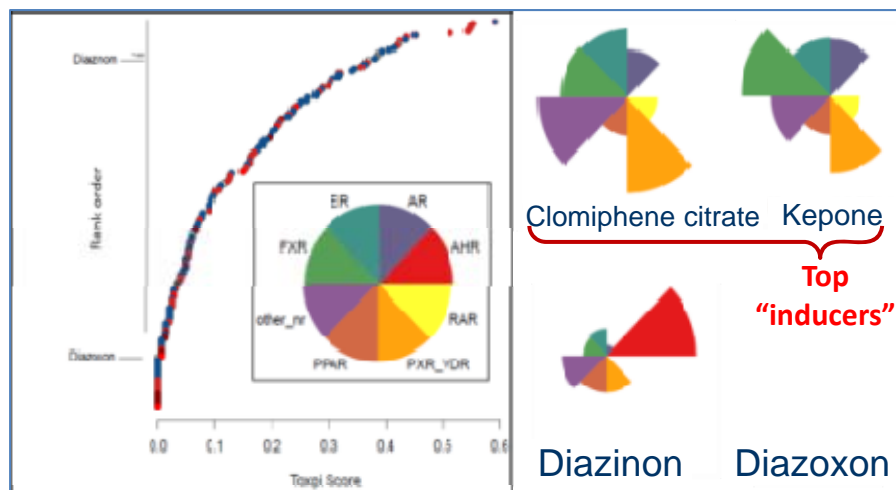 Diaznon
Rank order
Diazoxon
0.0
0.1
0.2
0.3
0.4
0.5
0.6
Toxpi Score
ER
AR
FXR
AHR
other_nr
RAR
PPAR
PXR_VDR
Clomiphene citrate
Kepone
Top
“inducers”
Diazinon
Diazoxon